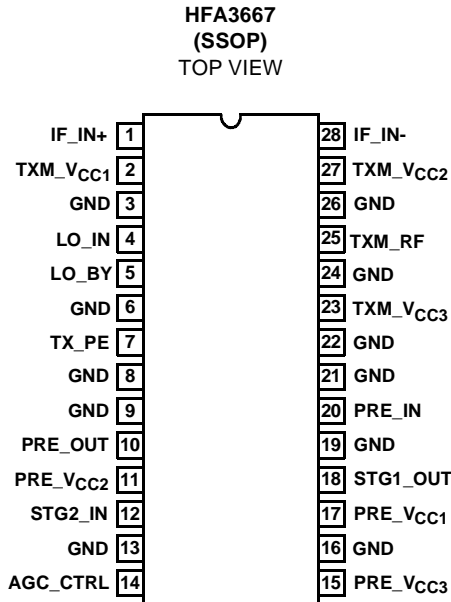 HFA3667
(SSOP)
TOP VIEW
IF_IN+ 1 28 IF_IN-
TXM_VCC1 2 27 TXM_VCC2
GND 3 26 GND
LO_IN 4 25 TXM_RF
LO_BY 5 24 GND
GND 6 23 TXM_VCC3
TX_PE 7 22 GND
GND 8 21 GND
GND 9 20 PRE_IN
PRE_OUT 10 19 GND
PRE_VCC2 11 18 STG1_OUT
STG2_IN 12 17 PRE_VCC1
GND 13 16 GND
AGC_CTRL 14 15 PRE_VCC3